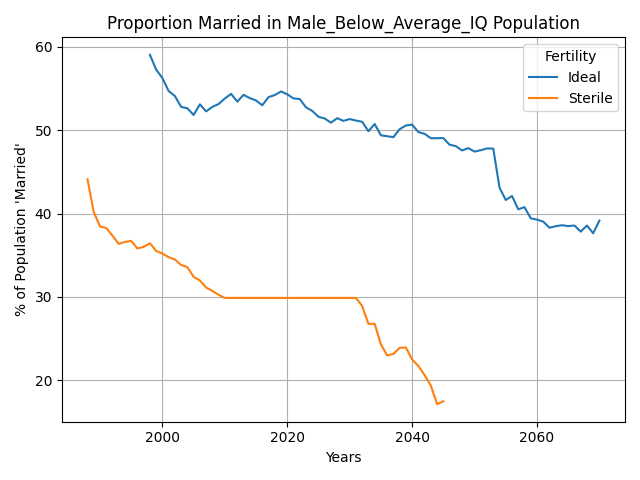 Proportion Married in Male_Below_Average_IQ Population
Fertility
Ideal
Sterile
% of Population 'Married'
60
50
40
30
20
2000
2020
2040
2060
Years